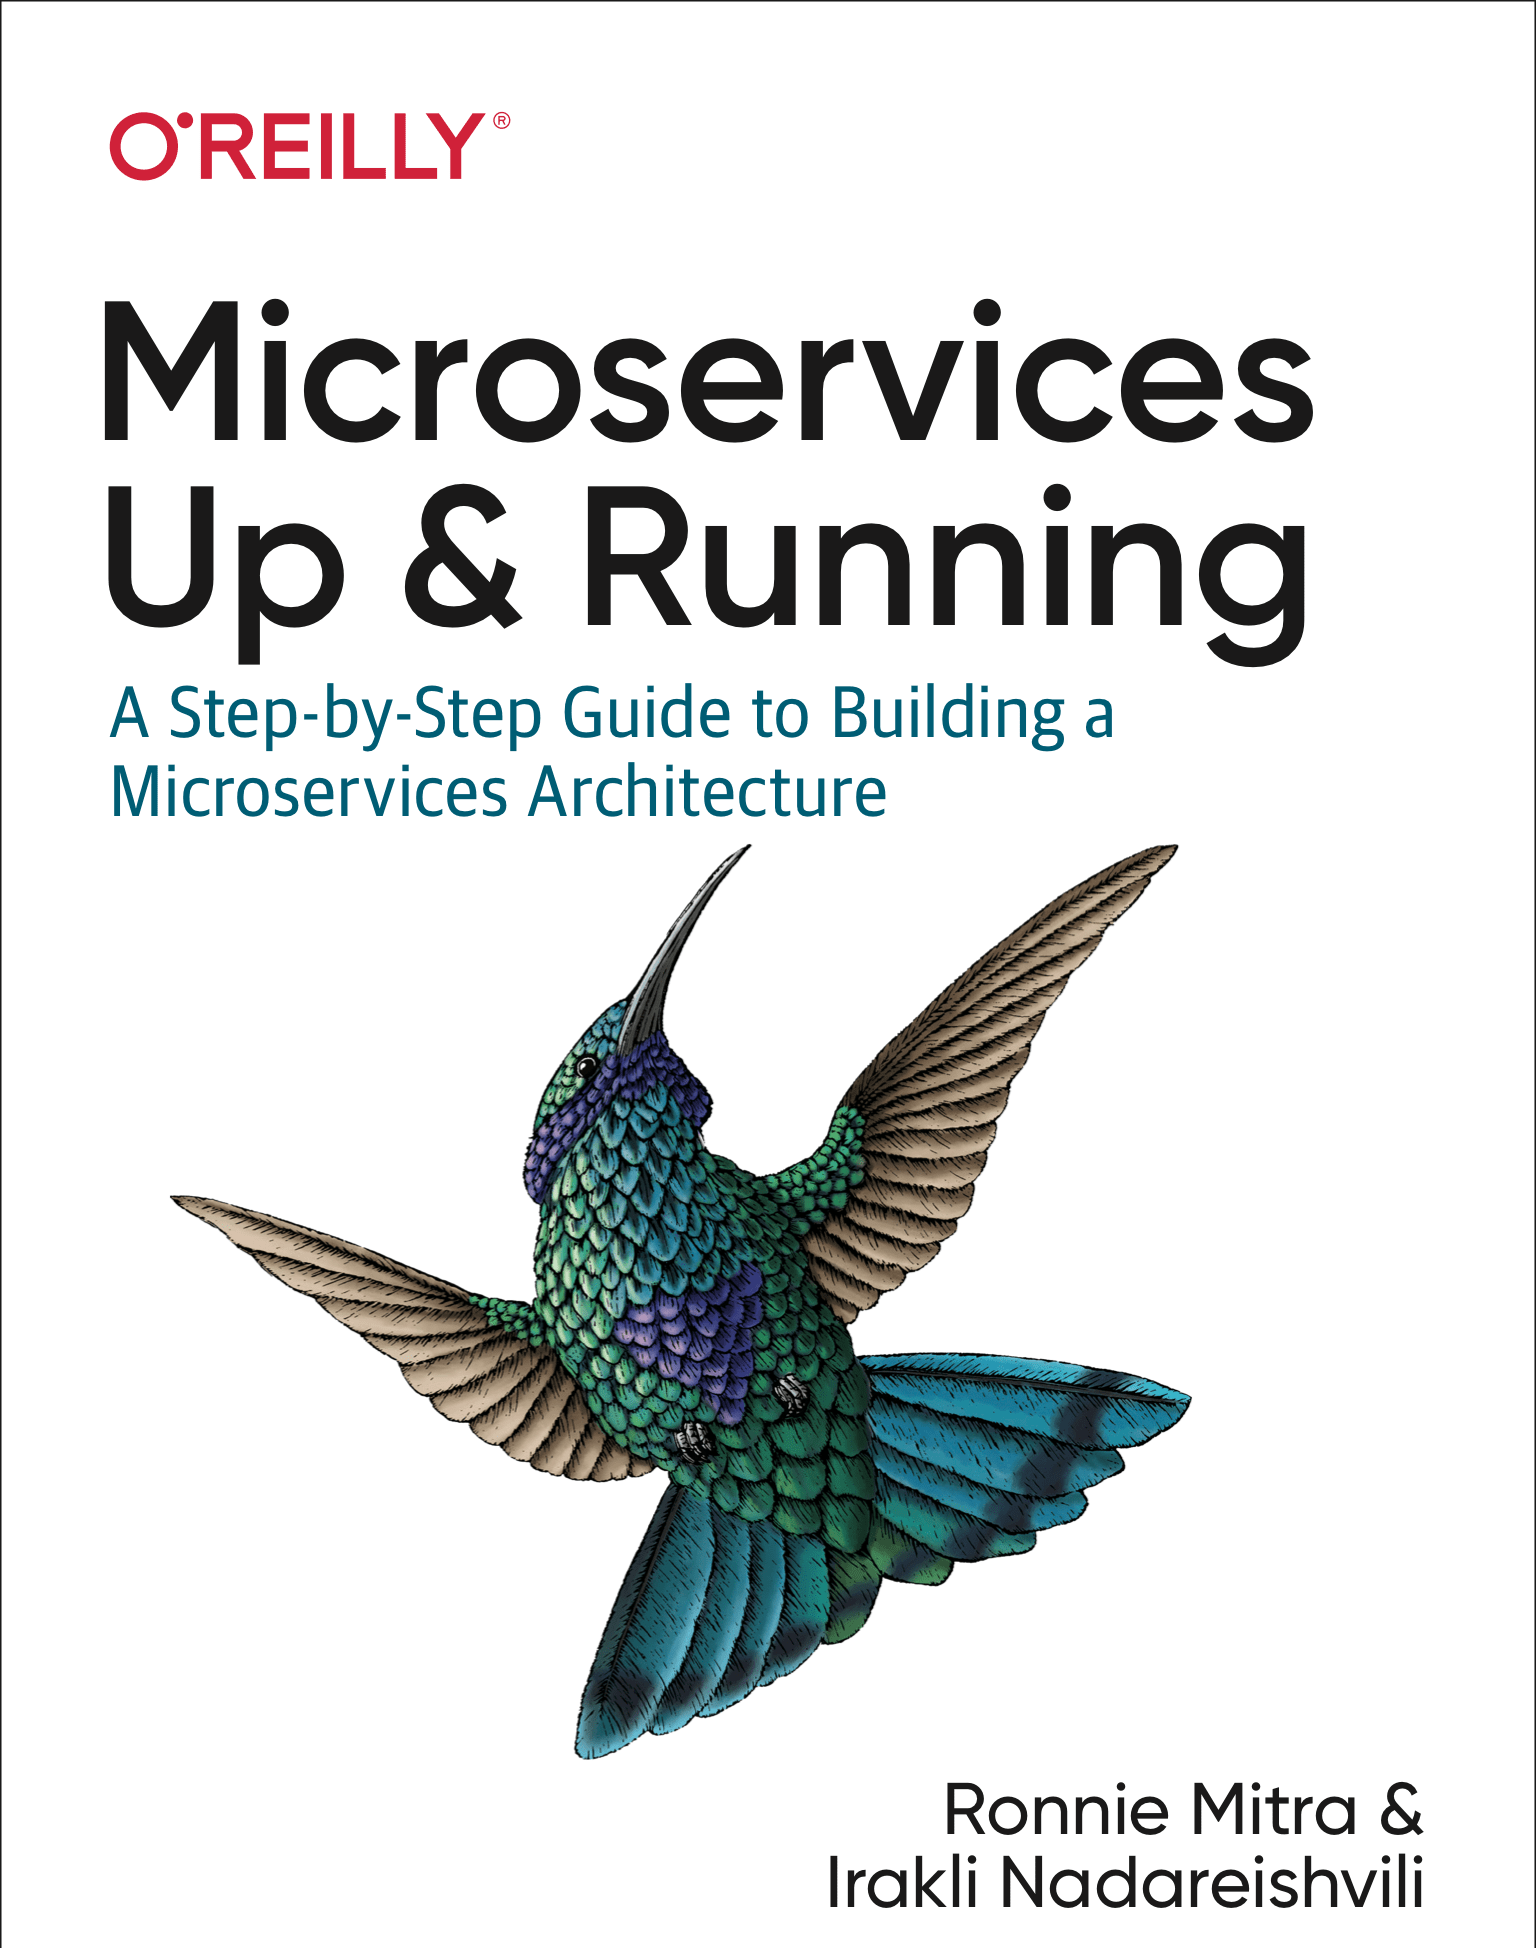 O'REILLY®
Microservices
Up & Running
A Step-by-Step Guide to Building a
Microservices Architecture
Ronnie Mitra &
Irakli Nadareishvili